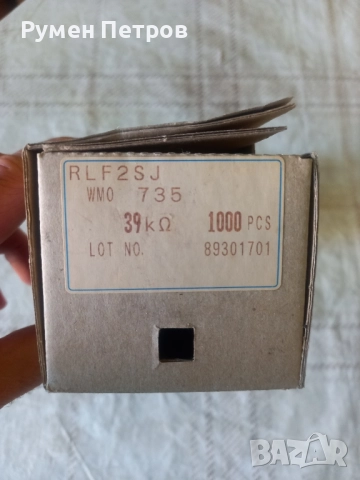 Румен Петров
RLF2SJ
WMO 735
39kΩ 1000 PCS
LOT NO. 89301701
BAZAR